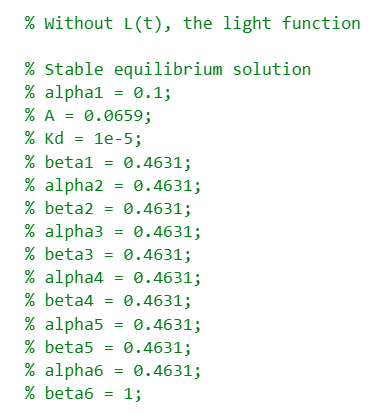 % Without L(t), the light function
% Stable equilibrium solution
% alpha1 = 0.1;
% A = 0.0659;
% Kd = 1e-5;
% beta1 = 0.4631;
% alpha2 = 0.4631;
% beta2 = 0.4631;
% alpha3 = 0.4631;
% beta3 = 0.4631;
% alpha4 = 0.4631;
% beta4 = 0.4631;
% alpha5 = 0.4631;
% beta5 = 0.4631;
% alpha6 = 0.4631;
% beta6 = 1;